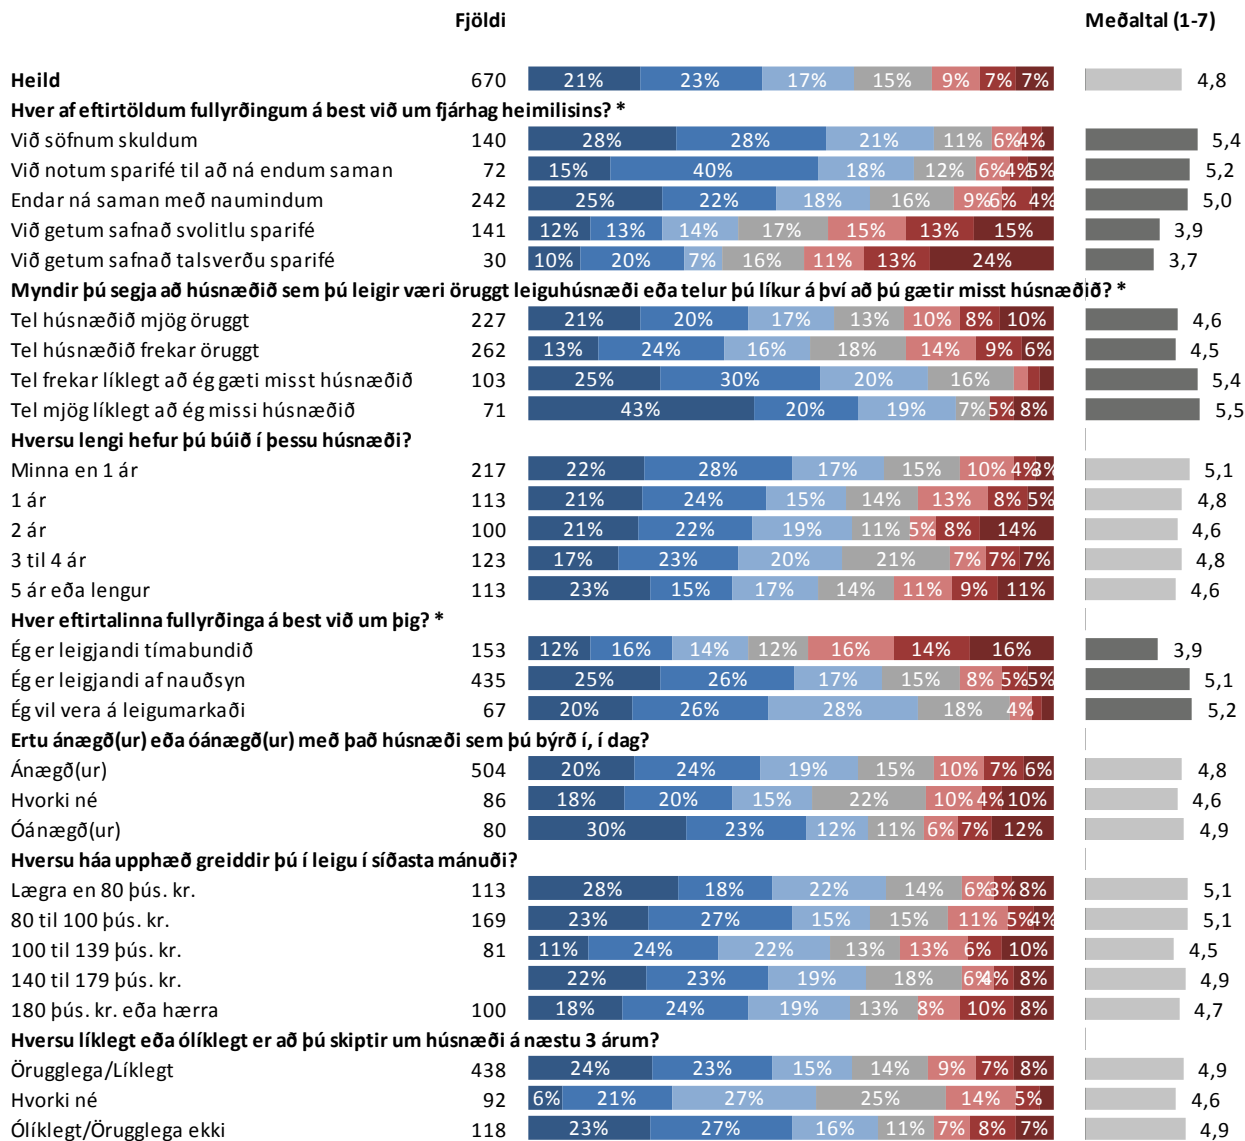 Fjöldi Meðaltal (1-7)
Heild 670 21% 23% 17% 15% 9% 7% 7% 4,8
Hver af eftirtöldum fullyrðingum á best við um fjárhag heimilisins? *
Við söfnum skuldum 140 28% 28% 21% 11% 6% 4% 5,4
Við notum sparifé til að ná endum saman 72 15% 40% 18% 12% 6% 4% 5% 5,2
Endar ná saman með naumindum 242 25% 22% 18% 16% 9% 6% 4% 5,0
Við getum safnað svolitlu sparifé 141 12% 13% 14% 17% 15% 13% 15% 3,9
Við getum safnað talsverðu sparifé 30 10% 20% 7% 16% 11% 13% 24% 3,7
Myndir þú segja að húsnæðið sem þú leigir væri öruggt leiguhúsnæði eða telur þú líkur á því að þú gætir misst húsnæðið? *
Tel húsnæðið mjög öruggt 227 21% 20% 17% 13% 10% 8% 10% 4,6
Tel húsnæðið frekar öruggt 262 13% 24% 16% 18% 14% 9% 6% 4,5
Tel frekar líklegt að ég gæti misst húsnæðið 103 25% 30% 20% 16% 5,4
Tel mjög líklegt að ég missi húsnæðið 71 43% 20% 19% 7% 5% 8% 5,5
Hversu lengi hefur þú búið í þessu húsnæði?
Minna en 1 ár 217 22% 28% 17% 15% 10% 4% 3% 5,1
1 ár 113 21% 24% 15% 14% 13% 8% 5% 4,8
2 ár 100 21% 22% 19% 11% 5% 8% 14% 4,6
3 til 4 ár 123 17% 23% 20% 21% 7% 7% 7% 4,8
5 ár eða lengur 113 23% 15% 17% 14% 11% 9% 11% 4,6
Hver eftirtalinna fullyrðinga á best við um þig? *
Ég er leigjandi tímabundið 153 12% 16% 14% 12% 16% 14% 16% 3,9
Ég er leigjandi af nauðsyn 435 25% 26% 17% 15% 8% 5% 5% 5,1
Ég vil vera á leigumarkaði 67 20% 26% 28% 18% 4% 5,2
Ertu ánægð(ur) eða óánægð(ur) með það húsnæði sem þú býrð í, í dag?
Ánægð(ur) 504 20% 24% 19% 15% 10% 7% 6% 4,8
Hvorki né 86 18% 20% 15% 22% 10% 4% 10% 4,6
Óánægð(ur) 80 30% 23% 12% 11% 6% 7% 12% 4,9
Hversu háa upphæð greiddir þú í leigu í síðasta mánuði?
Lægra en 80 þús. kr. 113 28% 18% 22% 14% 6% 3% 8% 5,1
80 til 100 þús. kr. 169 23% 27% 15% 15% 11% 5% 4% 5,1
100 til 139 þús. kr. 81 11% 24% 22% 13% 13% 6% 10% 4,5
140 til 179 þús. kr. 22% 23% 19% 18% 6% 4% 8% 4,9
180 þús. kr. eða hærra 100 18% 24% 19% 13% 8% 10% 8% 4,7
Hversu líklegt eða ólíklegt er að þú skiptir um húsnæði á næstu 3 árum?
Örugglega/Líklegt 438 24% 23% 15% 14% 9% 7% 8% 4,9
Hvorki né 92 6% 21% 27% 25% 14% 5% 4,6
Ólíklegt/Örugglega ekki 118 23% 27% 16% 11% 7% 8% 7% 4,9